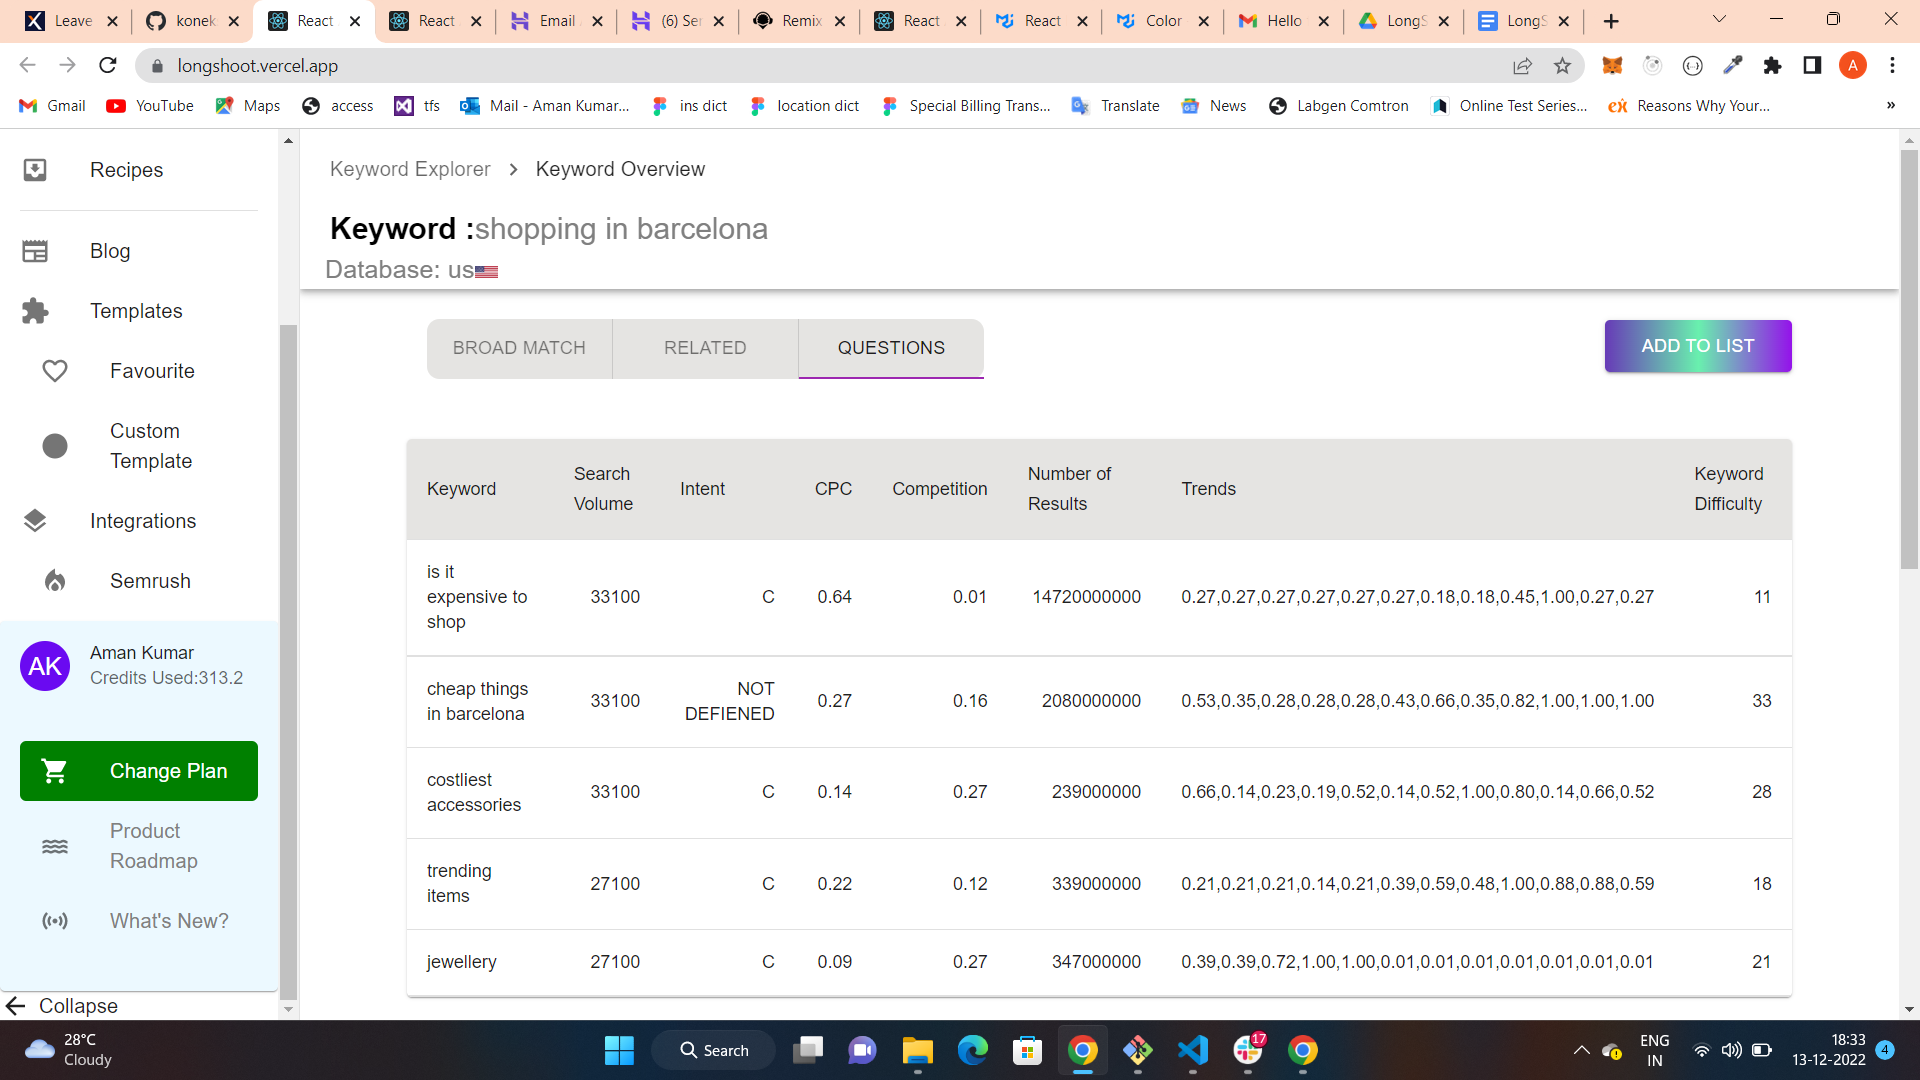 Leave
konek
React
React
Email
(6) Ser
Remix
React
React
Color
Hello
LongS
LongS
longshoot.vercel.app
A
Gmail
YouTube
Maps
access
tfs
Mail - Aman Kumar...
ins dict
location dict
Special Billing Trans...
Translate
News
Labgen Comtron
Online Test Series...
Reasons Why Your...
»
Recipes
Blog
Templates
Favourite
Custom
Template
Integrations
Semrush
AK
Aman Kumar
Credits Used:313.2
Change Plan
Product
Roadmap
What's New?
Collapse
Keyword Explorer > Keyword Overview
Keyword :shopping in barcelona
Database: us
BROAD MATCH
RELATED
QUESTIONS
ADD TO LIST
Keyword
Search
Volume
Intent
CPC
Competition
Number of
Results
Trends
Keyword
Difficulty
is it
expensive to
shop
33100
C
0.64
0.01
14720000000
0.27,0.27,0.27,0.27,0.27,0.27,0.18,0.18,0.45,1.00,0.27,0.27
11
cheap things
in barcelona
33100
NOT
DEFIENED
0.27
0.16
2080000000
0.53,0.35,0.28,0.28,0.28,0.43,0.66,0.35,0.82,1.00,1.00,1.00
33
costliest
accessories
33100
C
0.14
0.27
239000000
0.66,0.14,0.23,0.19,0.52,0.14,0.52,1.00,0.80,0.14,0.66,0.52
28
trending
items
27100
C
0.22
0.12
339000000
0.21,0.21,0.21,0.14,0.21,0.39,0.59,0.48,1.00,0.88,0.88,0.59
18
jewellery
27100
C
0.09
0.27
347000000
0.39,0.39,0.72,1.00,1.00,0.01,0.01,0.01,0.01,0.01,0.01,0.01
21
28°C
Cloudy
Search
17
ENG
IN
18:33
13-12-2022
4